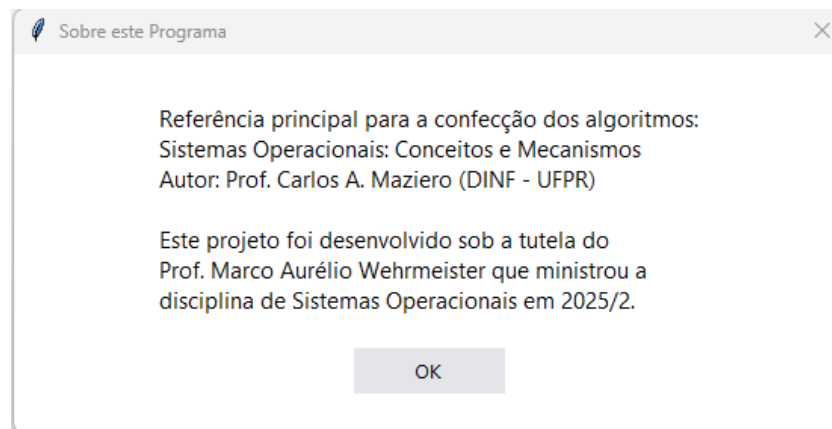 Sobre este Programa
Referência principal para a confecção dos algoritmos:
Sistemas Operacionais: Conceitos e Mecanismos
Autor: Prof. Carlos A. Maziero (DINF - UFPR)
Este projeto foi desenvolvido sob a tutela do
Prof. Marco Aurélio Wehrmeister que ministrou a
disciplina de Sistemas Operacionais em 2025/2.
OK